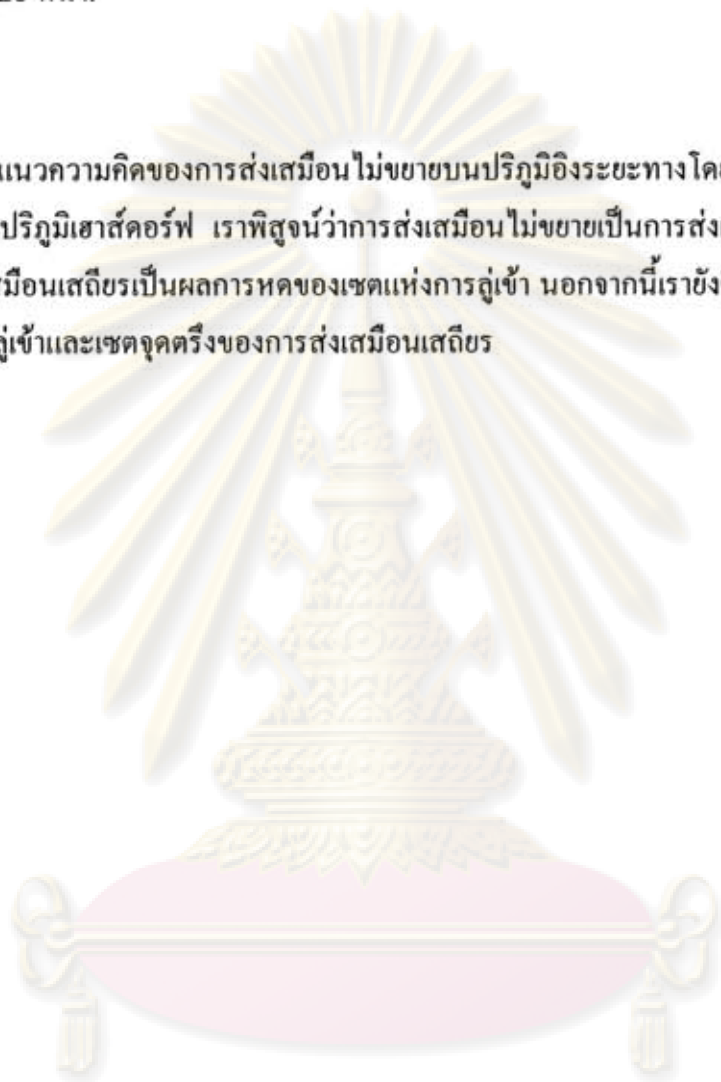 แนวความคิดของการส่งเสมือนไม่ขยายบนปริภูมิอิงระยะทางโดย
ปริภูมิเฮาส์ดอร์ฟ เราพิสูจน์ว่าการส่งเสมือนไม่ขยายเป็นการส่ง
สมือนเสถียรเป็นผลการหดของเซตแห่งการลู่เข้า นอกจากนี้เรายัง
ลู่เข้าและเซตจุดตรึงของการส่งเสมือนเสถียร